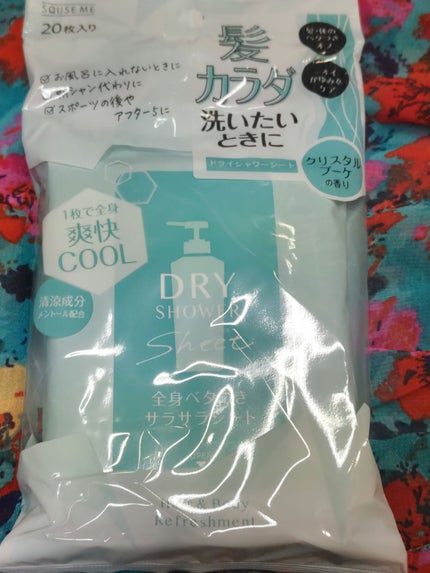 SQUSE ME
20枚入り
髪
カラダ
洗いたい
ときに
ドライシャワーシート
クリスタル
ブーケ
の香り
お風呂に入れないときに
代わりに
スポーツの後や
アフター5に
1枚で全身
爽快
COOL
清涼成分
メントール配合
DRY
SHOWER
Sheet
全身ベタつき
サラサラシート
& Body
Refreshment